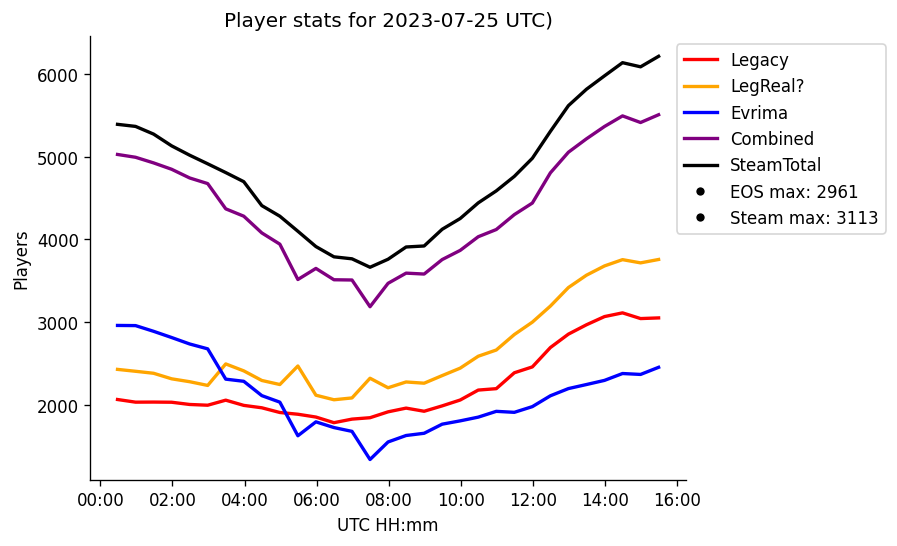 Player stats for 2023-07-25 UTC)
Legacy
LegReal?
Evrima
Combined
SteamTotal
EOS max: 2961
Steam max: 3113
Players
6000
5000
4000
3000
2000
00:00 02:00 04:00 06:00 08:00 10:00 12:00 14:00 16:00
UTC HH:mm